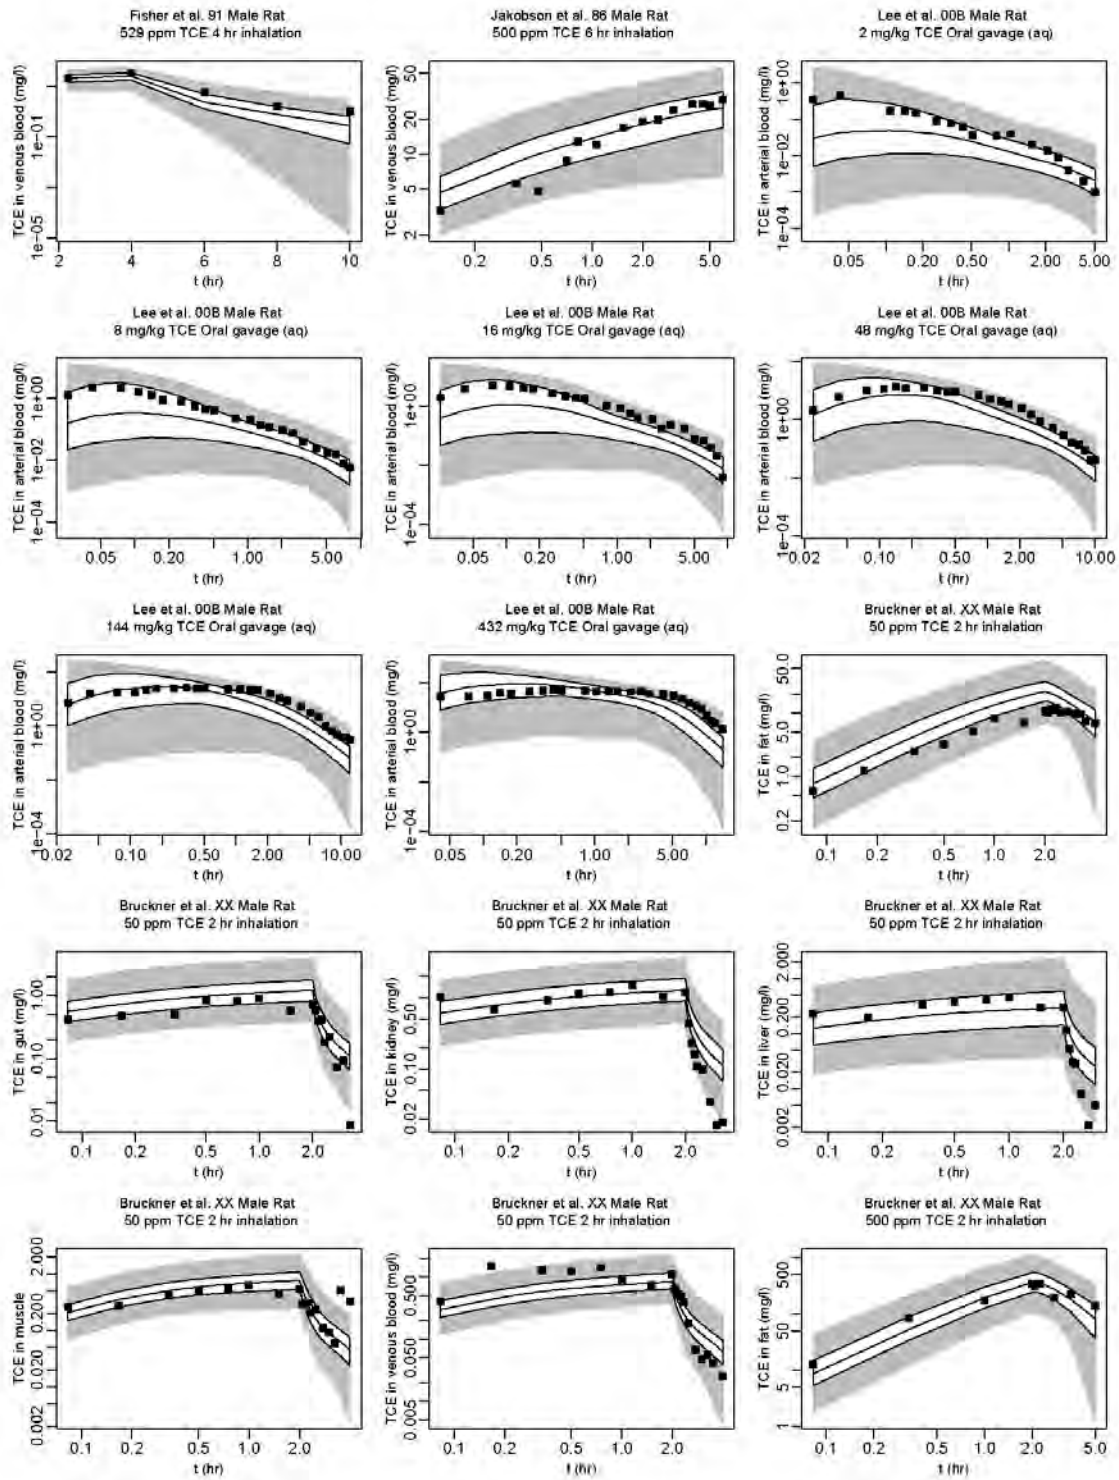 Fisher et al. 91 Male Rat
529 ppm TCE 4 hr inhalation
TCE in venous blood (mg/l)
1e-01
1e-05
2 4 6 8 10
t (hr)
Jakobson et al. 86 Male Rat
500 ppm TCE 6 hr inhalation
TCE in venous blood (mg/l)
50
20
10
5
2
0.2 0.5 1.0 2.0 5.0
t (hr)
Lee et al. 00B Male Rat
2 mg/kg TCE Oral gavage (aq)
TCE in arterial blood (mg/l)
1e+00
1e-02
1e-04
0.05 0.20 0.50 2.00 5.00
t (hr)
Lee et al. 00B Male Rat
8 mg/kg TCE Oral gavage (aq)
TCE in arterial blood (mg/l)
1e+00
1e-02
1e-04
0.05 0.20 1.00 5.00
t (hr)
Lee et al. 00B Male Rat
16 mg/kg TCE Oral gavage (aq)
TCE in arterial blood (mg/l)
1e+00
1e-04
0.05 0.20 1.00 5.00
t (hr)
Lee et al. 00B Male Rat
48 mg/kg TCE Oral gavage (aq)
TCE in arterial blood (mg/l)
1e+00
1e-04
0.02 0.10 0.50 2.00 10.00
t (hr)
Lee et al. 00B Male Rat
144 mg/kg TCE Oral gavage (aq)
TCE in arterial blood (mg/l)
1e+00
1e-04
0.02 0.10 0.50 2.00 10.00
t (hr)
Lee et al. 00B Male Rat
432 mg/kg TCE Oral gavage (aq)
TCE in arterial blood (mg/l)
1e+00
1e-04
0.05 0.20 1.00 5.00
t (hr)
Bruckner et al. XX Male Rat
50 ppm TCE 2 hr inhalation
TCE in fat (mg/l)
50.0
5.0
1.0
0.2
0.1 0.2 0.5 1.0 2.0
t (hr)
Bruckner et al. XX Male Rat
50 ppm TCE 2 hr inhalation
TCE in gut (mg/l)
1.00
0.10
0.01
0.1 0.2 0.5 1.0 2.0
t (hr)
Bruckner et al. XX Male Rat
50 ppm TCE 2 hr inhalation
TCE in kidney (mg/l)
0.50
0.10
0.02
0.1 0.2 0.5 1.0 2.0
t (hr)
Bruckner et al. XX Male Rat
50 ppm TCE 2 hr inhalation
TCE in liver (mg/l)
2.000
0.200
0.020
0.002
0.1 0.2 0.5 1.0 2.0
t (hr)
Bruckner et al. XX Male Rat
50 ppm TCE 2 hr inhalation
TCE in muscle
2.000
0.200
0.020
0.002
0.1 0.2 0.5 1.0 2.0
t (hr)
Bruckner et al. XX Male Rat
50 ppm TCE 2 hr inhalation
TCE in venous blood (mg/l)
0.500
0.050
0.005
0.1 0.2 0.5 1.0 2.0
t (hr)
Bruckner et al. XX Male Rat
500 ppm TCE 2 hr inhalation
TCE in fat (mg/l)
500
50
5
1
0.1 0.2 0.5 1.0 2.0 5.0
t (hr)